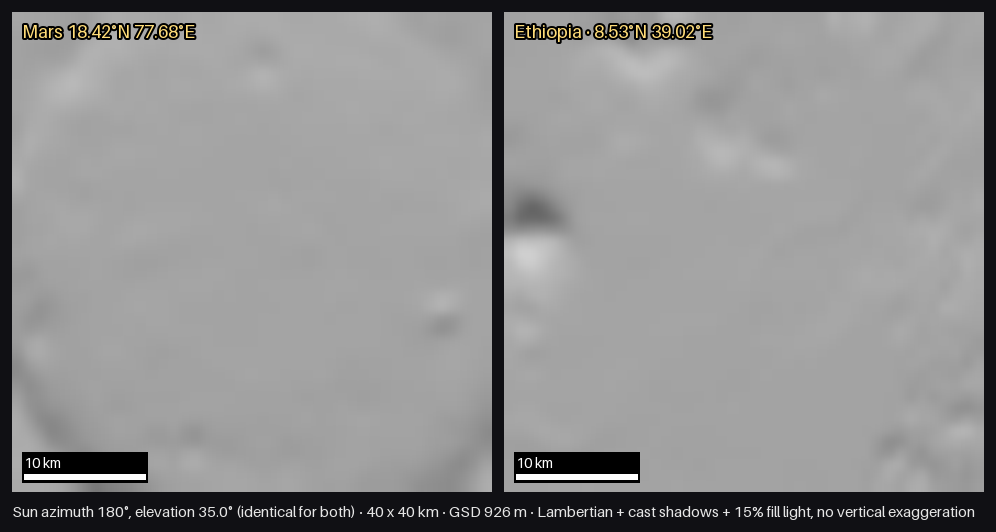 Mars 18.42°N 77.68°E
Ethiopia · 8.53°N 39.02°E
10 km
10 km
Sun azimuth 180°, elevation 35.0° (identical for both) · 40 x 40 km · GSD 926 m · Lambertian + cast shadows + 15% fill light, no vertical exaggeration